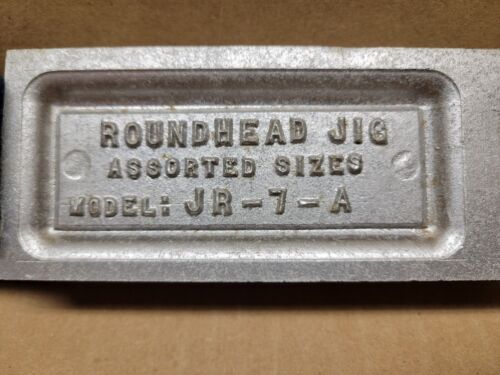 ROUNDHEAD JIG
ASSORTED SIZES
MODEL: JR-7-A